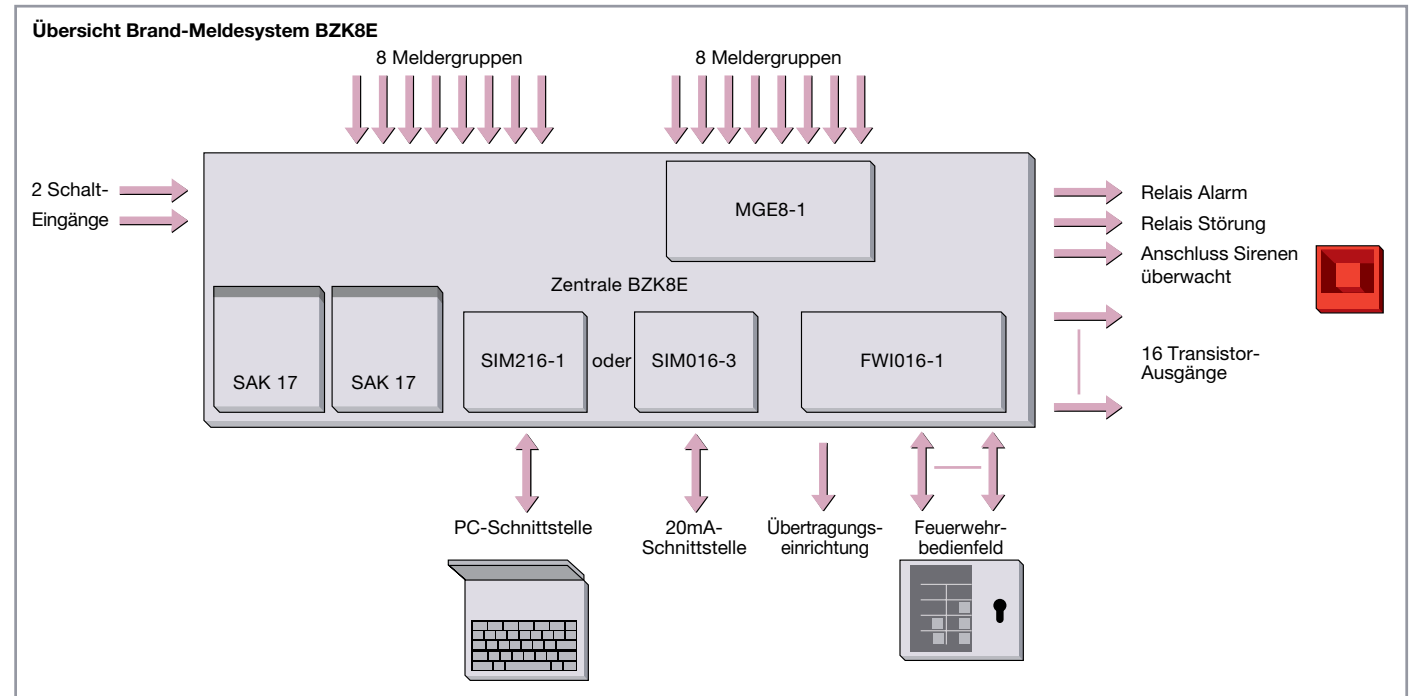 Übersicht Brand-Meldesystem BZK8E
8 Meldergruppen
8 Meldergruppen
2 Schalt-
Eingänge
MGE8-1
Relais Alarm
Relais Störung
Anschluss Sirenen
überwacht
Zentrale BZK8E
SAK 17
SAK 17
SIM216-1
oder
SIM016-3
FWI016-1
16 Transistor-
Ausgänge
PC-Schnittstelle
20mA-
Schnittstelle
Übertragungs-
einrichtung
Feuerwehr-
bedienfeld